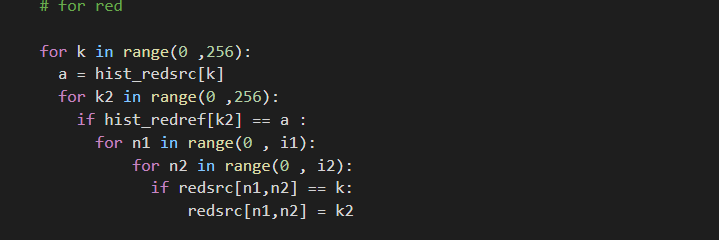 # for red
for k in range(0 ,256):
a = hist_redsrc[k]
for k2 in range(0 ,256):
if hist_redref[k2] == a :
for n1 in range(0 , i1):
for n2 in range(0 , i2):
if redsrc[n1,n2] == k:
redsrc[n1,n2] = k2